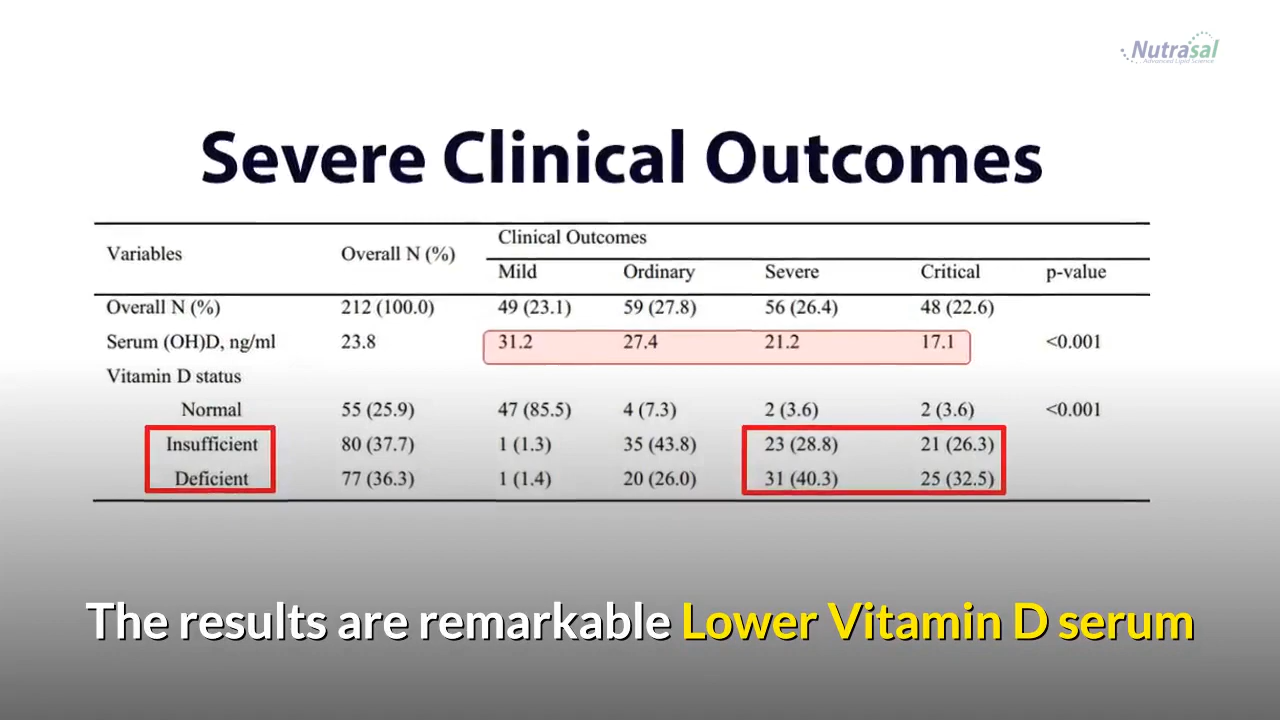 Nutrasal
Advanced Lipid Science
Severe Clinical Outcomes
Variables Overall N (%) Clinical Outcomes
Mild Ordinary Severe Critical p-value
Overall N (%) 212 (100.0) 49 (23.1) 59 (27.8) 56 (26.4) 48 (22.6)
Serum (OH)D, ng/ml 23.8 31.2 27.4 21.2 17.1 <0.001
Vitamin D status
Normal 55 (25.9) 47 (85.5) 4 (7.3) 2 (3.6) 2 (3.6) <0.001
Insufficient 80 (37.7) 1 (1.3) 35 (43.8) 23 (28.8) 21 (26.3)
Deficient 77 (36.3) 1 (1.4) 20 (26.0) 31 (40.3) 25 (32.5)
The results are remarkable Lower Vitamin D serum